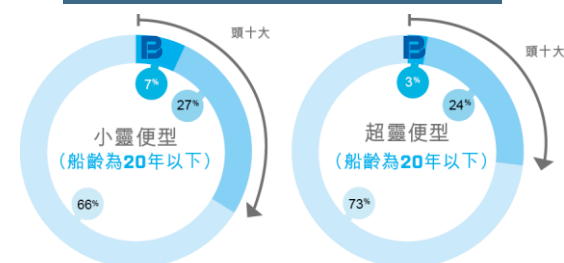 頭十大
B
7%
27%
小靈便型
(船齡為20年以下)
66%
頭十大
B
3%
24%
超靈便型
(船齡為20年以下)
73%